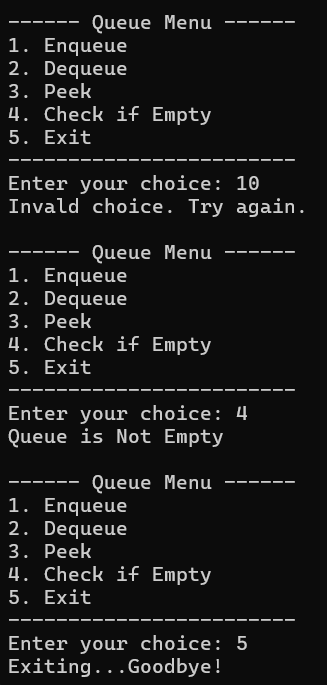 ------ Queue Menu ------
1. Enqueue
2. Dequeue
3. Peek
4. Check if Empty
5. Exit
------------------------
Enter your choice: 10
Invald choice. Try again.

------ Queue Menu ------
1. Enqueue
2. Dequeue
3. Peek
4. Check if Empty
5. Exit
------------------------
Enter your choice: 4
Queue is Not Empty

------ Queue Menu ------
1. Enqueue
2. Dequeue
3. Peek
4. Check if Empty
5. Exit
------------------------
Enter your choice: 5
Exiting...Goodbye!